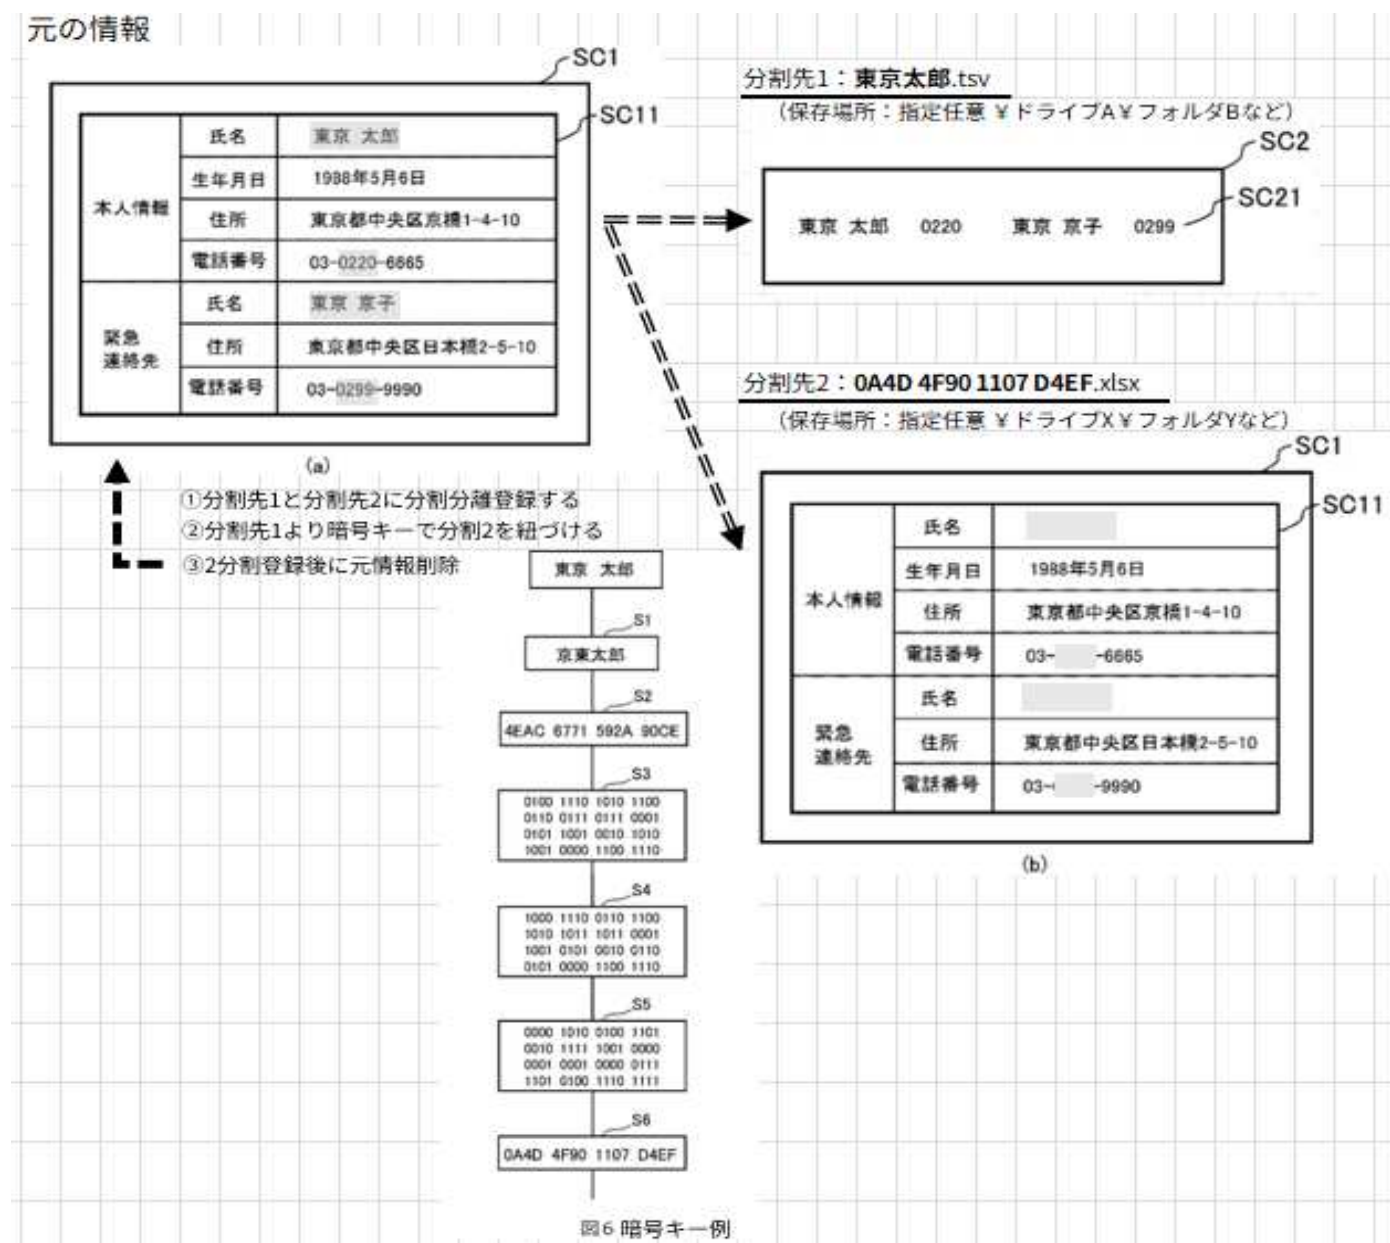 元の情報
SC1
SC11
本人情報
氏名 東京 太郎
生年月日 1988年5月6日
住所 東京都中央区京橋1-4-10
電話番号 03-0220-6665
緊急
連絡先
氏名 東京 京子
住所 東京都中央区日本橋2-5-10
電話番号 03-0299-9990
(a)
分割先1：東京太郎.tsv
（保存場所：指定任意 ￥ドライブA￥フォルダBなど）
SC2
SC21
東京 太郎 0220 東京 京子 0299
分割先2：0A4D 4F90 1107 D4EF.xlsx
（保存場所：指定任意 ￥ドライブX￥フォルダYなど）
SC1
SC11
本人情報
氏名
生年月日 1988年5月6日
住所 東京都中央区京橋1-4-10
電話番号 03- -6665
緊急
連絡先
氏名
住所 東京都中央区日本橋2-5-10
電話番号 03- -9990
(b)
①分割先1と分割先2に分割分離登録する
②分割先1より暗号キーで分割2を紐づける
③2分割登録後に元情報削除
東京 太郎
S1
京東太郎
S2
4EAC 6771 592A 90CE
S3
0100 1110 1010 1100
0110 0111 0111 0001
0101 1001 0010 1010
1001 0000 1100 1110
S4
1000 1110 0110 1100
1010 1011 1011 0001
1001 0101 0010 0110
0101 0000 1100 1110
S5
0000 1010 0100 1101
0010 1111 1001 0000
0001 0001 0000 0111
1101 0100 1110 1111
S6
0A4D 4F90 1107 D4EF
図6 暗号キー例